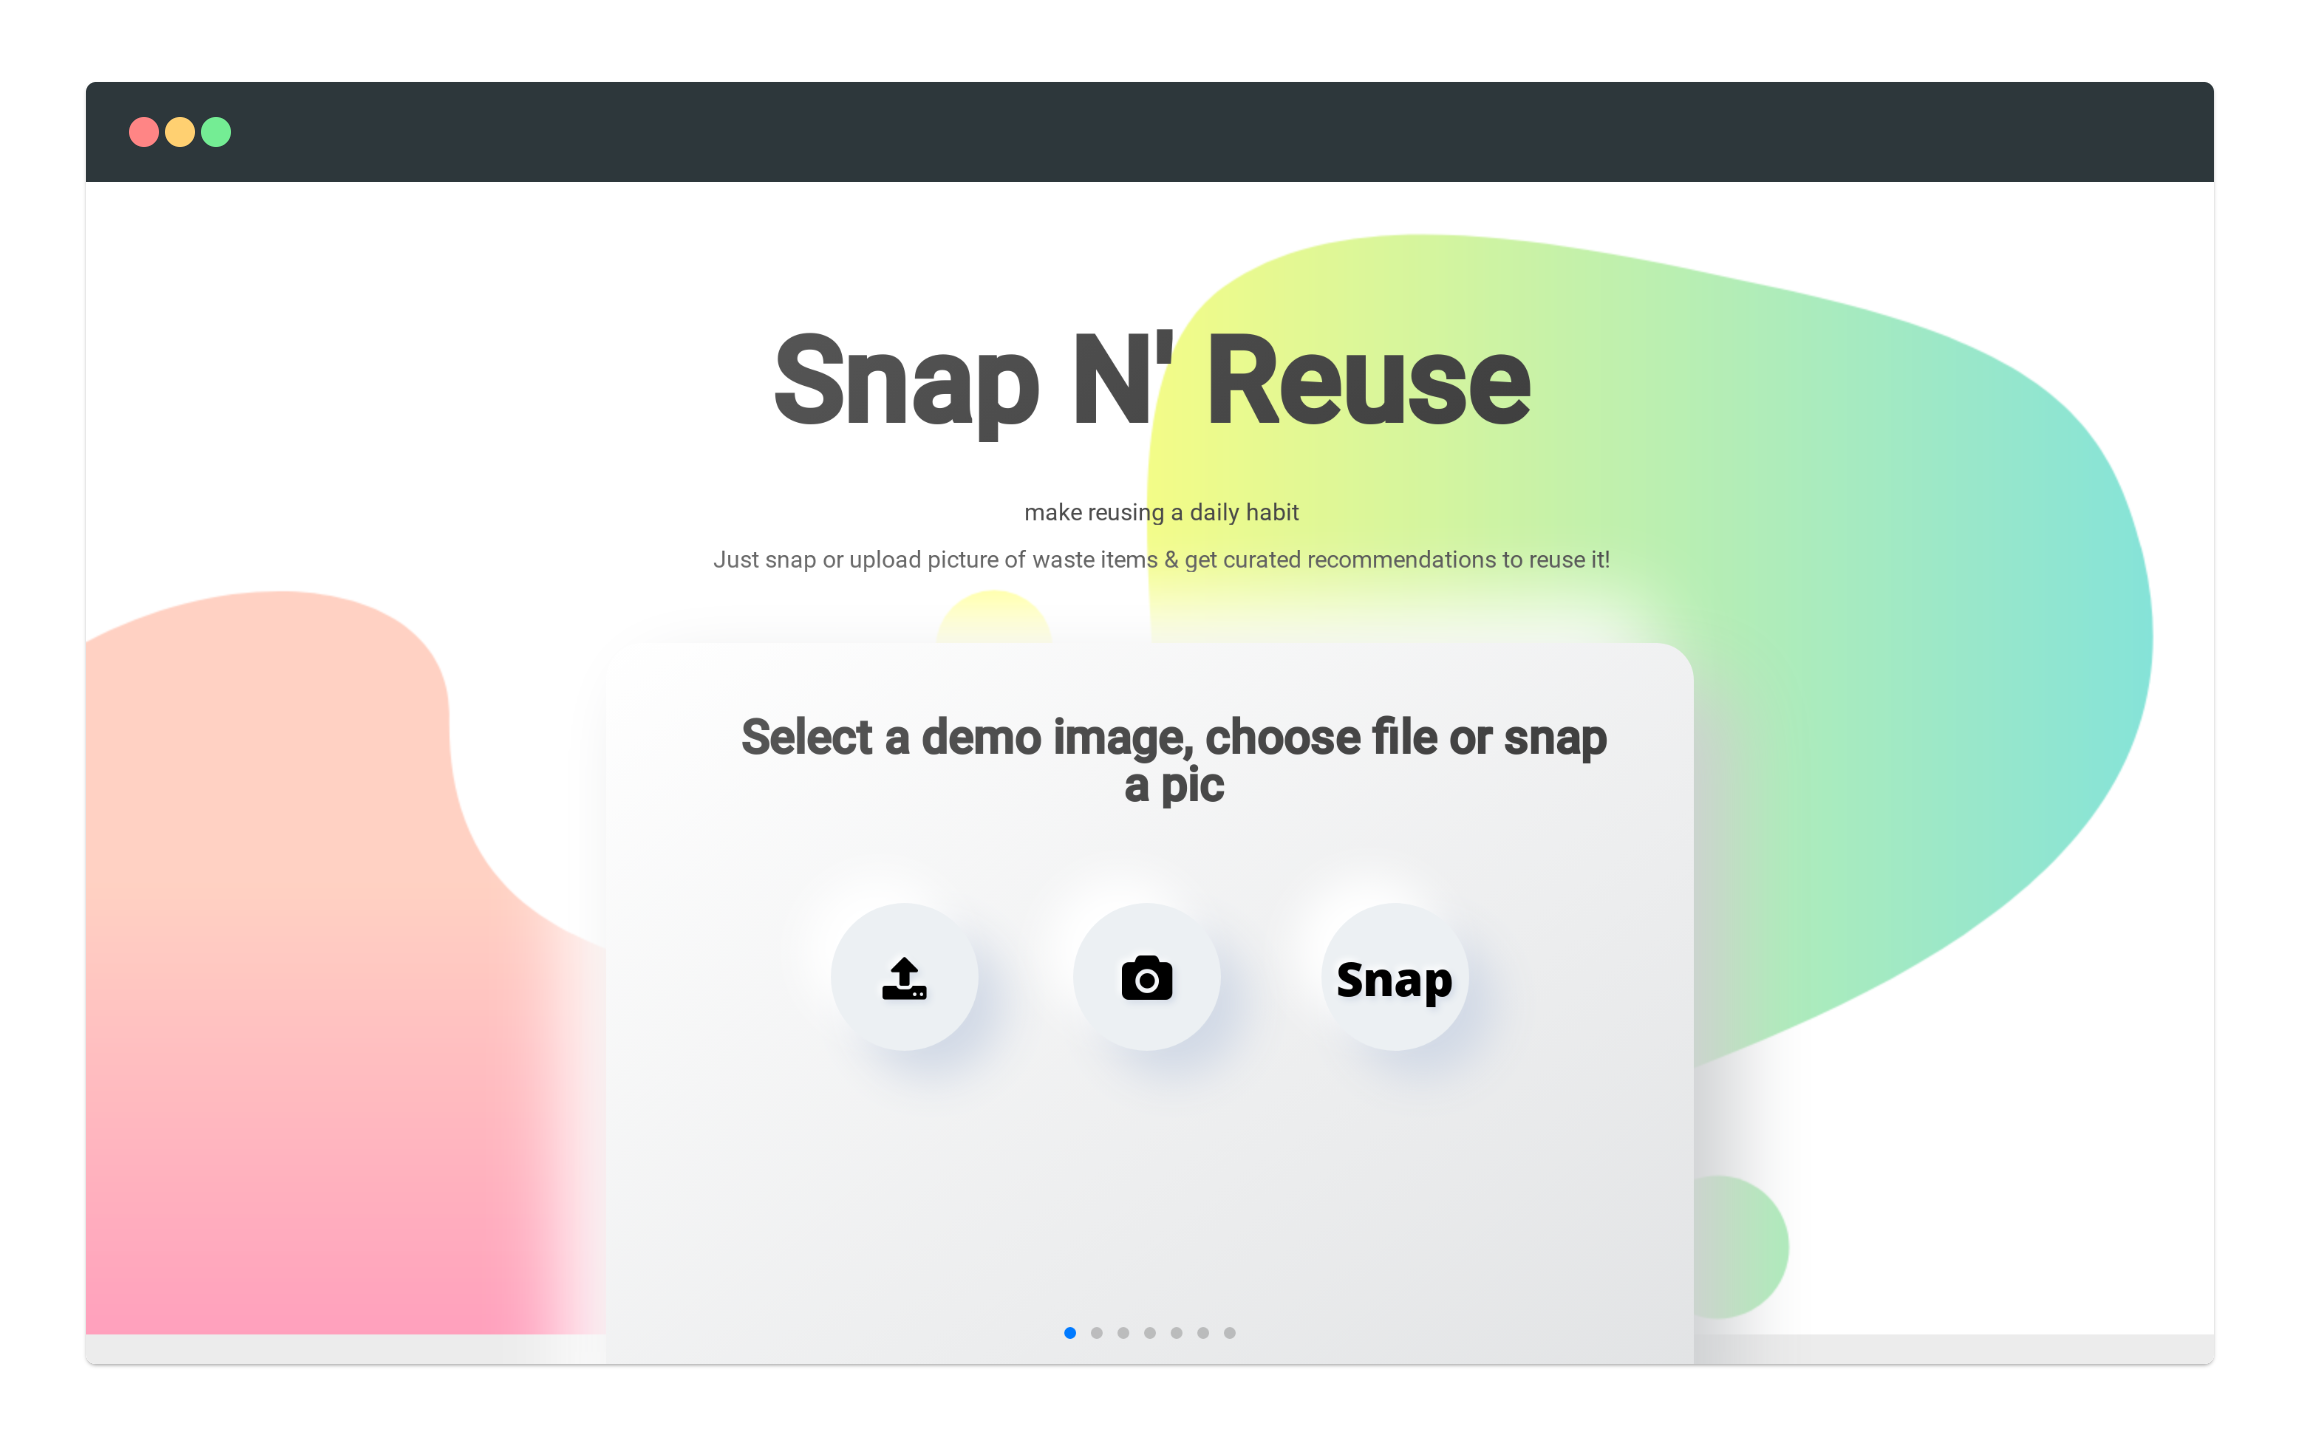 Snap N' Reuse
make reusing a daily habit
Just snap or upload picture of waste items & get curated recommendations to reuse it!
Select a demo image, choose file or snap
a pic
Snap